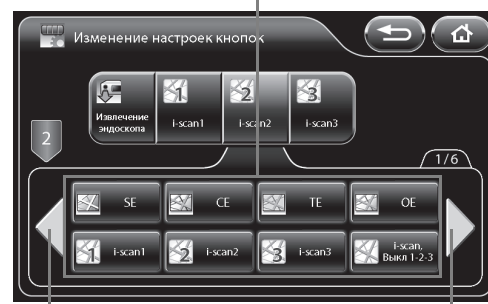 Изменение настроек кнопок
Извлечение
эндоскопа
1
i-scan1
2
i-scan2
3
i-scan3
2
1/6
SE
CE
TE
OE
1
i-scan1
2
i-scan2
3
i-scan3
i-scan,
Выкл 1-2-3